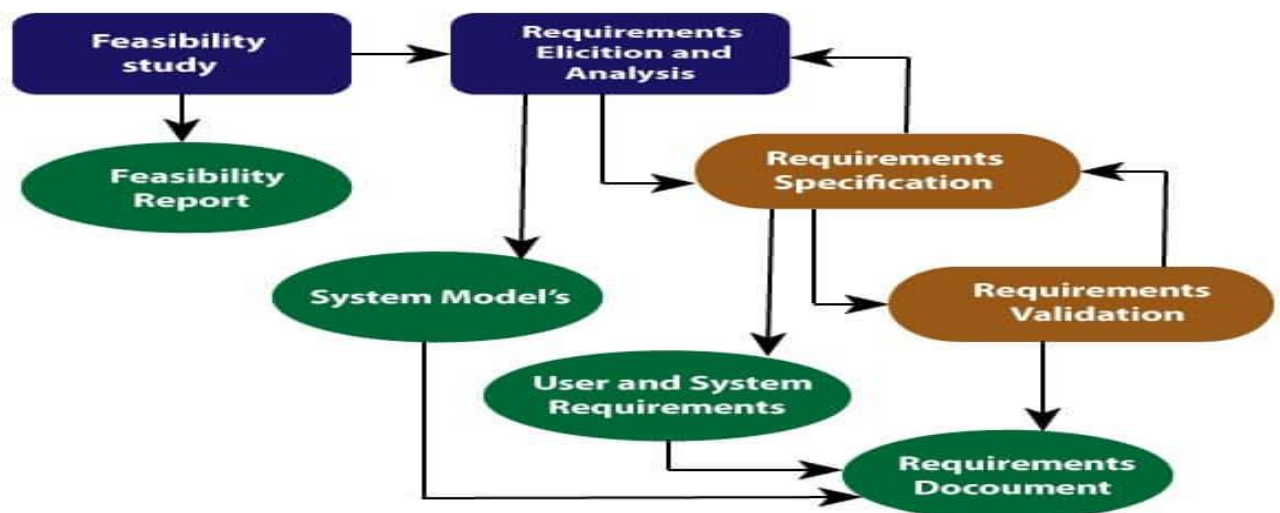 Feasibility
study
Requirements
Elicition and
Analysis
Feasibility
Report
Requirements
Specification
System Model's
Requirements
Validation
User and System
Requirements
Requirements
Docoument